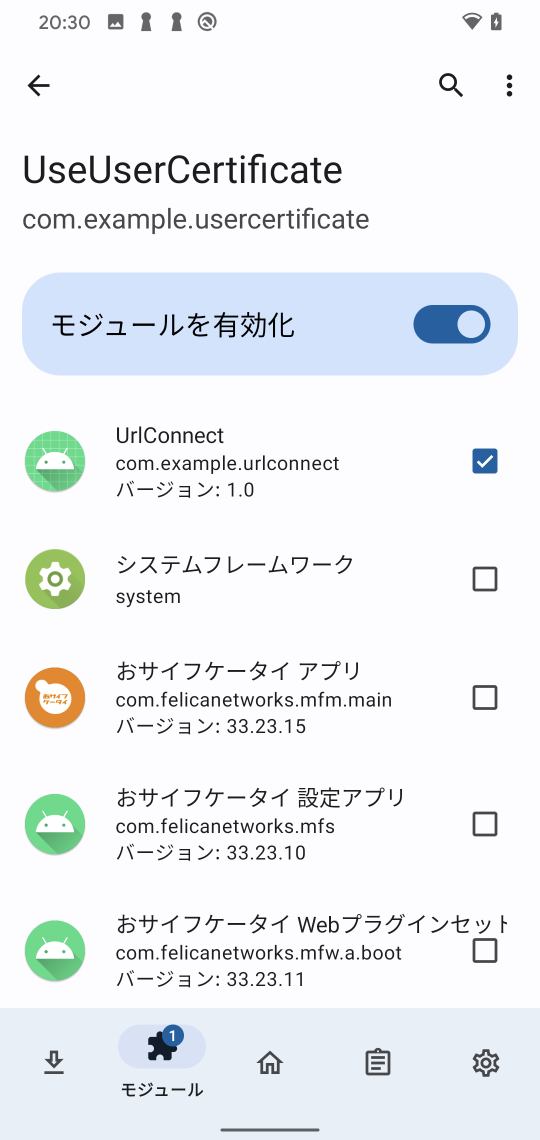 20:30
UseUserCertificate
com.example.usercertificate
モジュールを有効化
UrlConnect
com.example.urlconnect
バージョン: 1.0
システムフレームワーク
system
おサイフケータイ アプリ
com.felicanetworks.mfm.main
バージョン: 33.23.15
おサイフケータイ 設定アプリ
com.felicanetworks.mfs
バージョン: 33.23.10
おサイフケータイ Webプラグインセット
com.felicanetworks.mfw.a.boot
バージョン: 33.23.11
1
モジュール